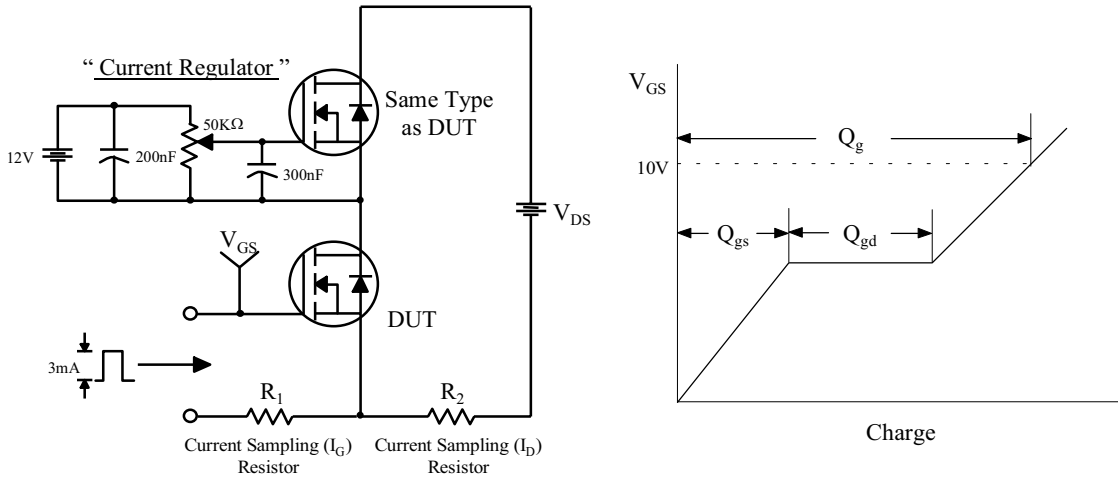 “ Current Regulator ”
Same Type
as DUT
50KΩ
12V
200nF
300nF
V_DS
V_GS
DUT
3mA
R_1
R_2
Current Sampling (I_G)
Resistor
Current Sampling (I_D)
Resistor
V_GS
Q_g
10V
Q_gs
Q_gd
Charge